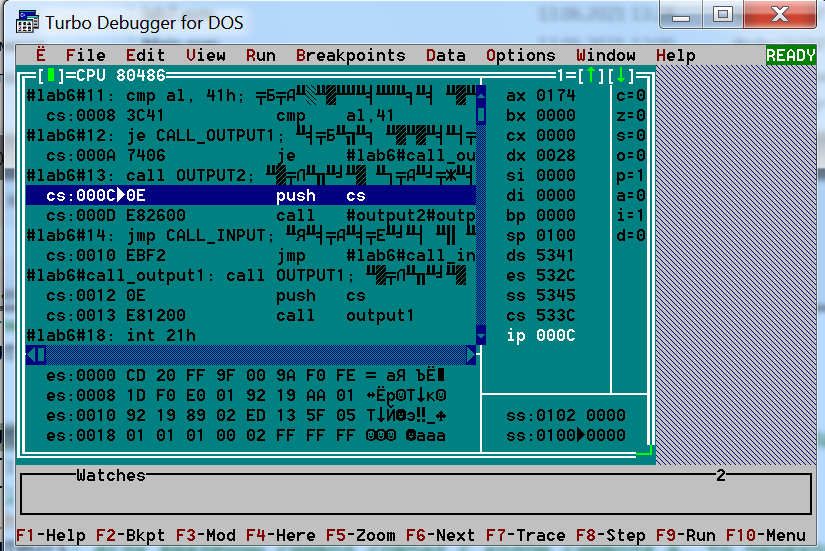 Turbo Debugger for DOS
Ё File Edit View Run Breakpoints Data Options Window Help READY
[■]=CPU 80486 1=[↑][↓]
#lab6#11: cmp al, 41h;
cs:0008 3C41 cmp al,41
#lab6#12: je CALL_OUTPUT1;
cs:000A 7406 je #lab6#call_ou
#lab6#13: call OUTPUT2;
cs:000C►0E push cs
cs:000D E82600 call #output2#outp
#lab6#14: jmp CALL_INPUT;
cs:0010 EBF2 jmp #lab6#call_in
#lab6#call_output1: call OUTPUT1;
cs:0012 0E push cs
cs:0013 E81200 call output1
#lab6#18: int 21h
ax 0174 c=0
bx 0000 z=0
cx 0000 s=0
dx 0028 o=0
si 0000 p=1
di 0000 a=0
bp 0000 i=1
sp 0100 d=0
ds 5341
es 532C
ss 5345
cs 533C
ip 000C
es:0000 CD 20 FF 9F 00 9A F0 FE
es:0008 1D F0 E0 01 92 19 AA 01
es:0010 92 19 89 02 ED 13 5F 05
es:0018 01 01 01 00 02 FF FF FF
ss:0102 0000
ss:0100►0000
Watches 2
F1-Help F2-Bkpt F3-Mod F4-Here F5-Zoom F6-Next F7-Trace F8-Step F9-Run F10-Menu